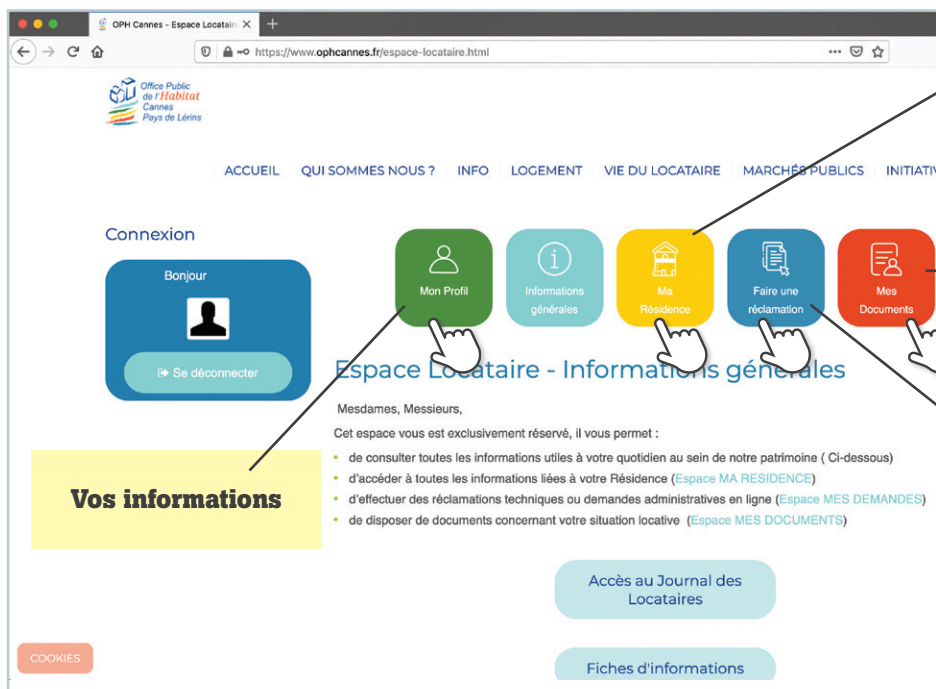 OPH Cannes - Espace Locatair
https://www.ophcannes.fr/espace-locataire.html
Office Public
de l'Habitat
Cannes
Pays de Lérins
ACCUEIL QUI SOMMES NOUS ? INFO LOGEMENT VIE DU LOCATAIRE MARCHÉS PUBLICS INITIATIV
Connexion
Bonjour
Se déconnecter
Mon Profil
Informations
générales
Ma
Résidence
Faire une
réclamation
Mes
Documents
Espace Locataire - Informations générales
Mesdames, Messieurs,
Cet espace vous est exclusivement réservé, il vous permet :
• de consulter toutes les informations utiles à votre quotidien au sein de notre patrimoine ( Ci-dessous)
• d'accéder à toutes les informations liées à votre Résidence (Espace MA RESIDENCE)
• d'effectuer des réclamations techniques ou demandes administratives en ligne (Espace MES DEMANDES)
• de disposer de documents concernant votre situation locative (Espace MES DOCUMENTS)
Vos informations
Accès au Journal des
Locataires
Fiches d'informations
COOKIES